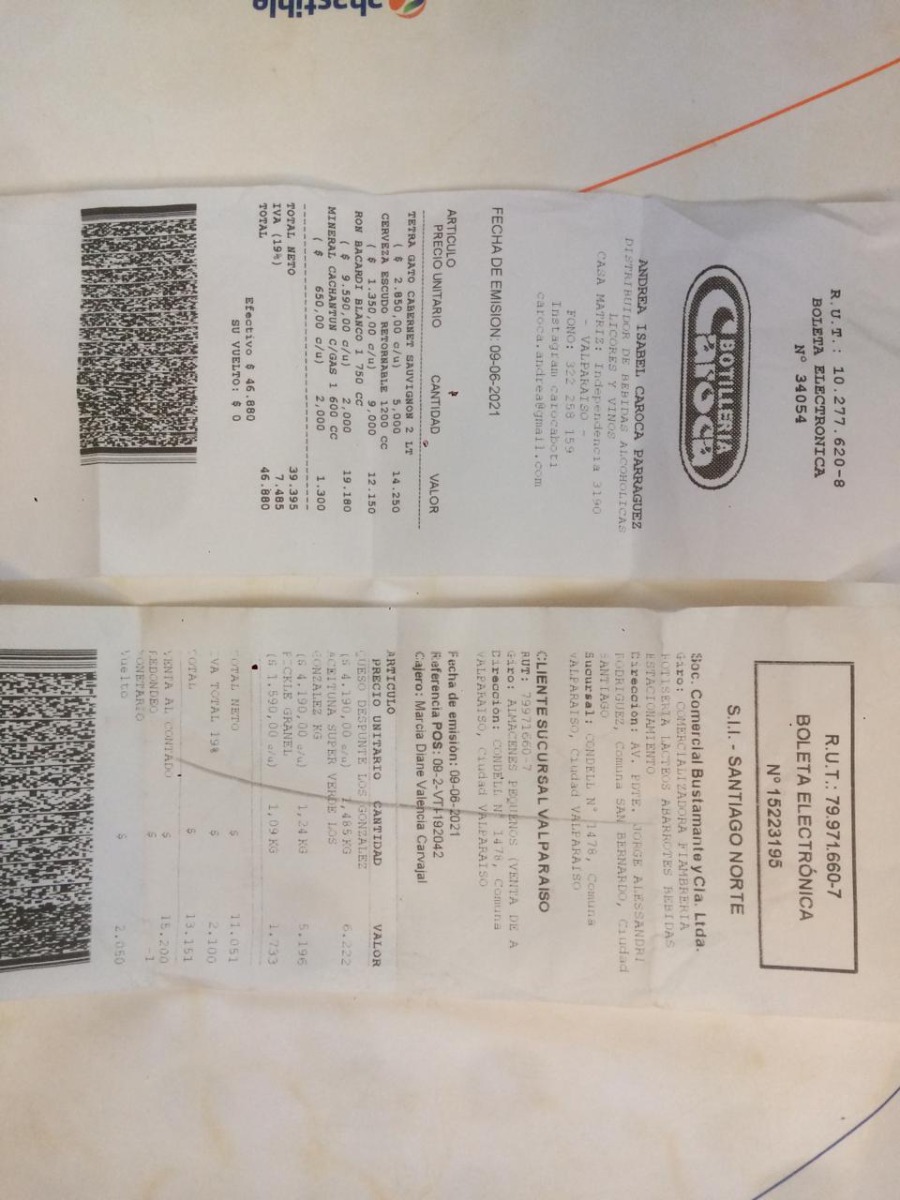 abastible
R.U.T.: 10.277.620-8
BOLETA ELECTRONICA
Nº 34054
BOTILLERIA
CAROCA
ANDREA ISABEL CAROCA PARRAGUEZ
DISTRIBUIDOR DE BEBIDAS ALCOHOLICAS
LICORES Y VINOS
CASA MATRIZ: Independencia 3190
- VALPARAISO -
FONO: 322 258 159
Instagram carocaboti
caroca.andrea@gmail.com
FECHA DE EMISION: 09-06-2021
ARTICULO
PRECIO UNITARIO CANTIDAD VALOR
TETRA GATO CABERNET SAUVIGNON 2 LT
( $ 2.850,00 c/u) 5,000 14.250
CERVEZA ESCUDO RETORNABLE 1200 CC
( $ 1.350,00 c/u) 9,000 12.150
RON BACARDI BLANCO 1 750 CC
( $ 9.590,00 c/u) 2,000 19.180
MINERAL CACHANTUN C/GAS 1 600 CC
( $ 650,00 c/u) 2,000 1.300
TOTAL NETO 39.395
IVA (19%) 7.485
TOTAL 46.880
Efectivo $ 46.880
SU VUELTO: $ 0
R.U.T.: 79.971.660-7
BOLETA ELECTRÓNICA
Nº 15223195
S.I.I. - SANTIAGO NORTE
Soc. Comercial Bustamante y Cia. Ltda.
Giro: COMERCIALIZADORA FIAMBRERIA
ROTISERIA LACTEOS ABARROTES BEBIDAS
ESTACIONAMIENTO
Dirección: AV. PDTE. JORGE ALESSANDRI
RODRIGUEZ, Comuna SAN BERNARDO, Ciudad
SANTIAGO
Sucursal: CONDELL N° 1478, Comuna
VALPARAISO, Ciudad VALPARAISO
CLIENTE SUCURSAL VALPARAISO
RUT: 79971660-7
Giro: ALMACENES PEQUENOS (VENTA DE A
Dirección: CONDELL N° 1478, Comuna
VALPARAISO, Ciudad VALPARAISO
Fecha de emisión: 09-06-2021
Referencia POS: 09-2-VTI-192042
Cajero: Marcia Diane Valencia Carvajal
ARTICULO
PRECIO UNITARIO CANTIDAD VALOR
QUESO DESPUNTE LOS GONZALEZ
($ 4.190,00 c/u) 1,485 KG 6.222
ACEITUNA SUPER VERDE LOS
GONZALEZ KG
($ 4.190,00 c/u) 1,24 KG 5.196
PICKLE GRANEL
($ 1.590,00 c/u) 1,09 KG 1.733
TOTAL NETO $ 11.051
IVA TOTAL 19% $ 2.100
TOTAL $ 13.151
VENTA AL CONTADO $ 15.200
REDONDEO $ -1
MONETARIO
Vuelto $ 2.050